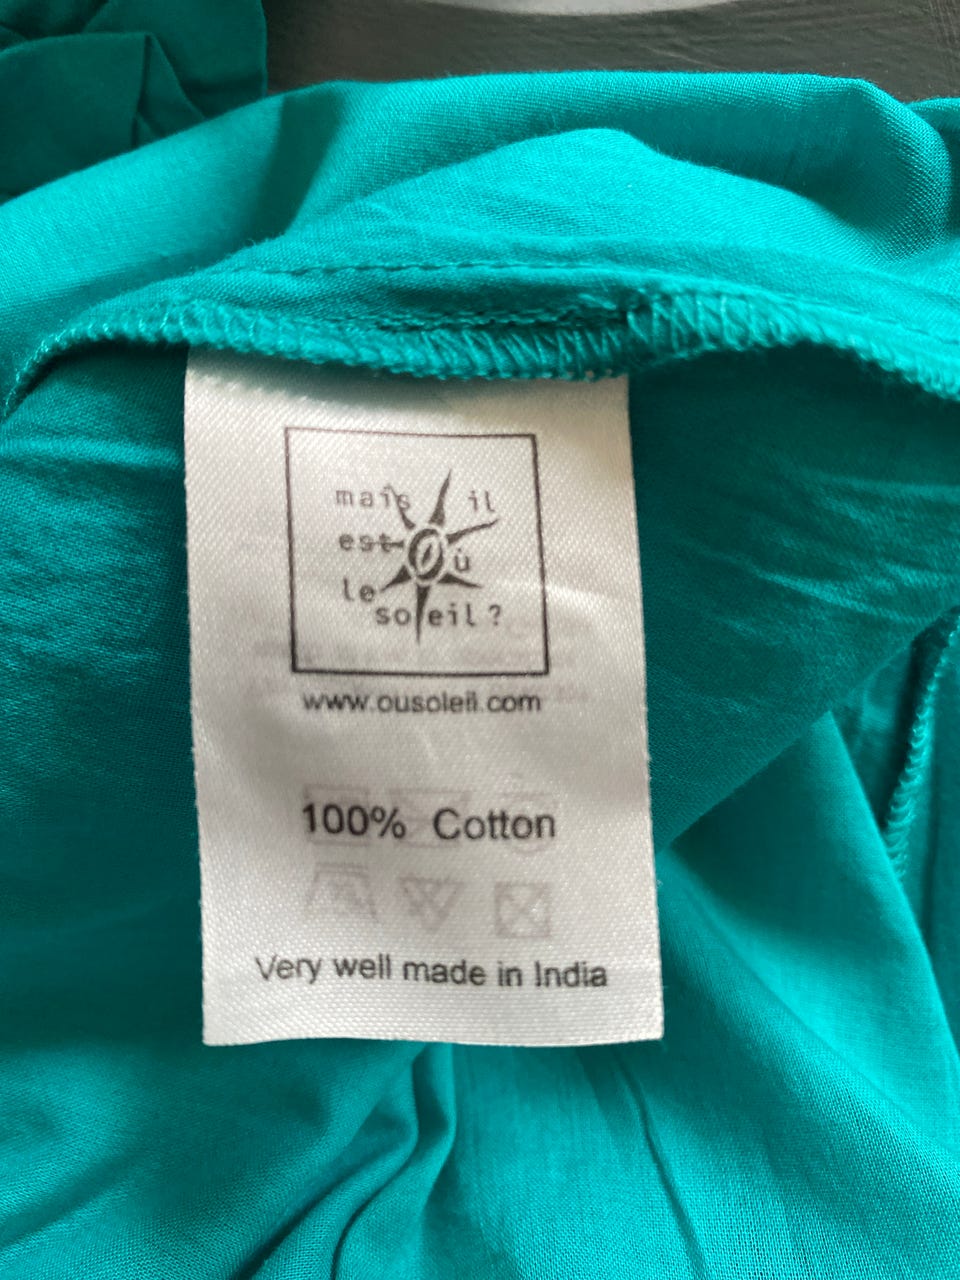 mais il
est où
le
soleil ?
www.ousoleil.com
100% Cotton
Very well made in India